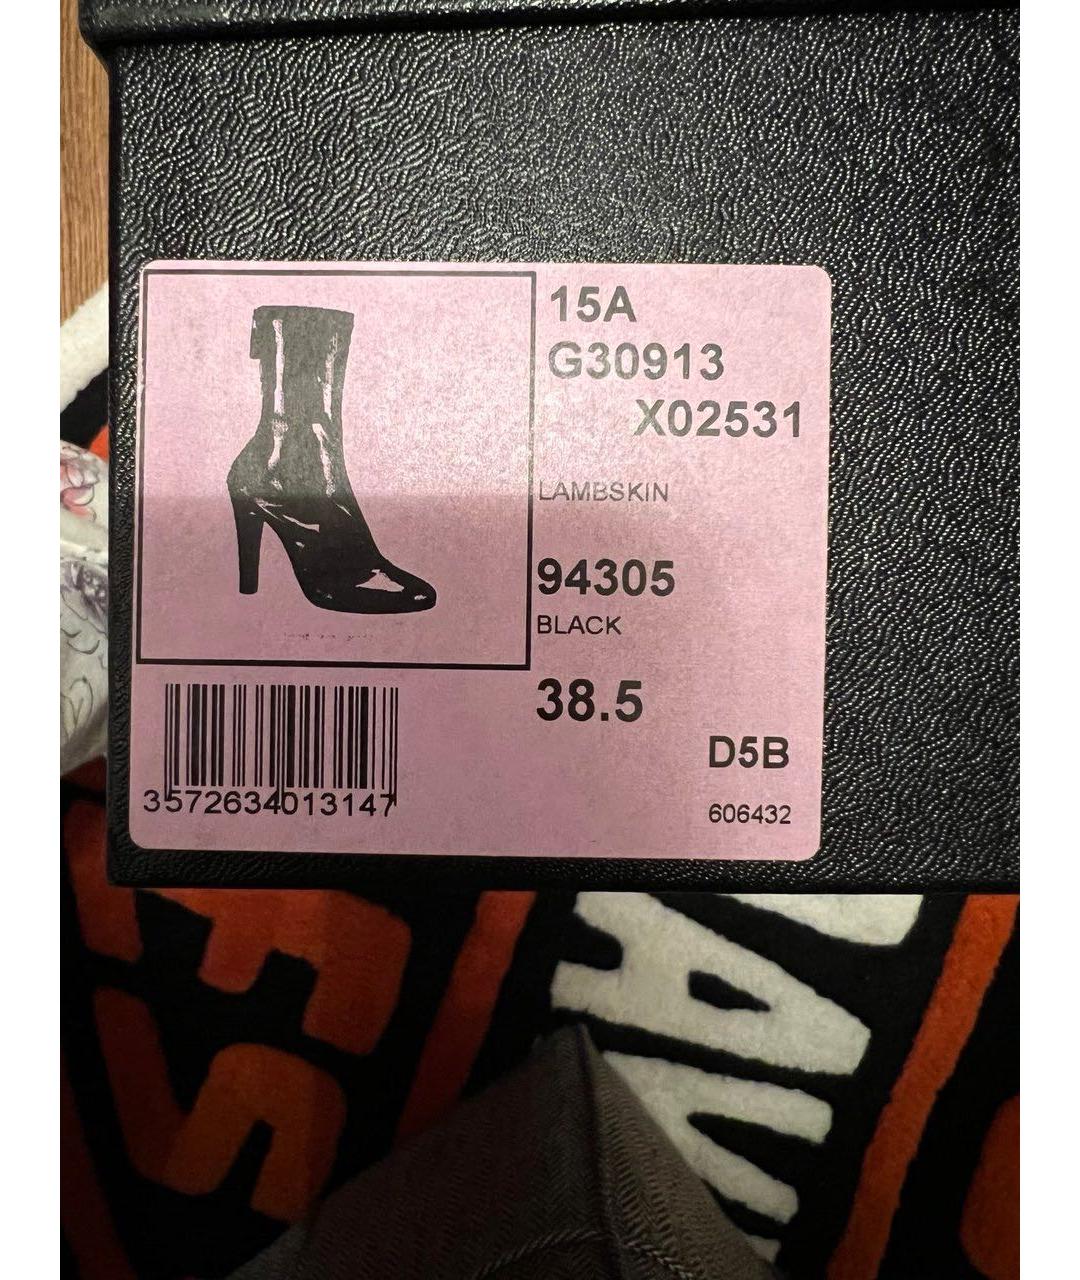 15A
G30913
X02531
LAMBSKIN
94305
BLACK
38.5
D5B
606432
3572634013147